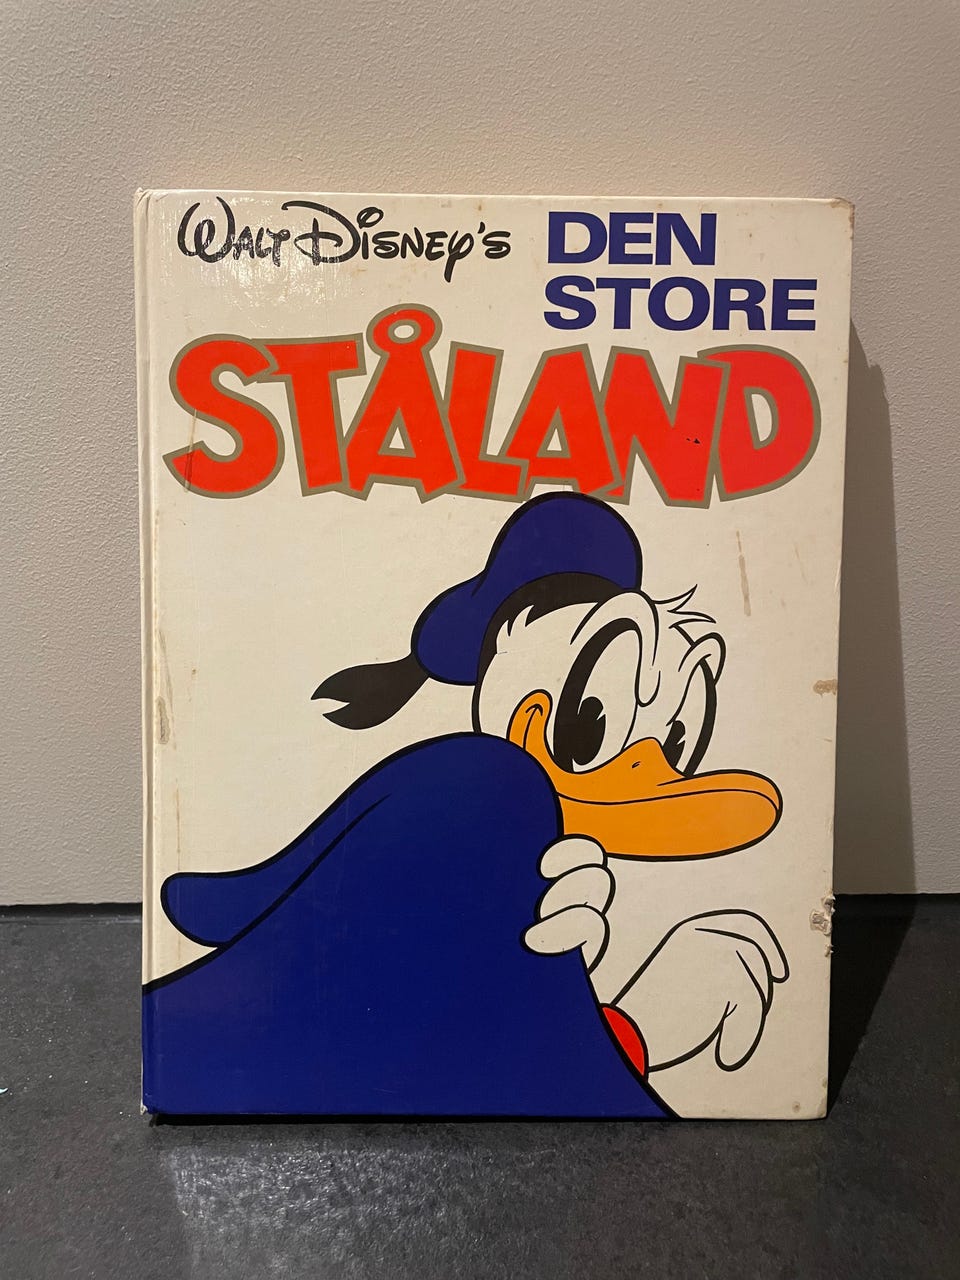 WALT DISNEY'S
DEN
STORE
STÅLAND